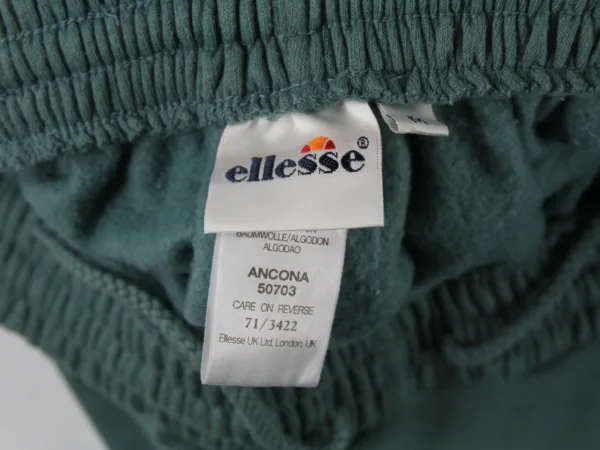 ellesse®
BAUMWOLLE/ALGODON
ALGODAO
ANCONA
50703
CARE ON REVERSE
71/3422
Ellesse UK Ltd. London, UK